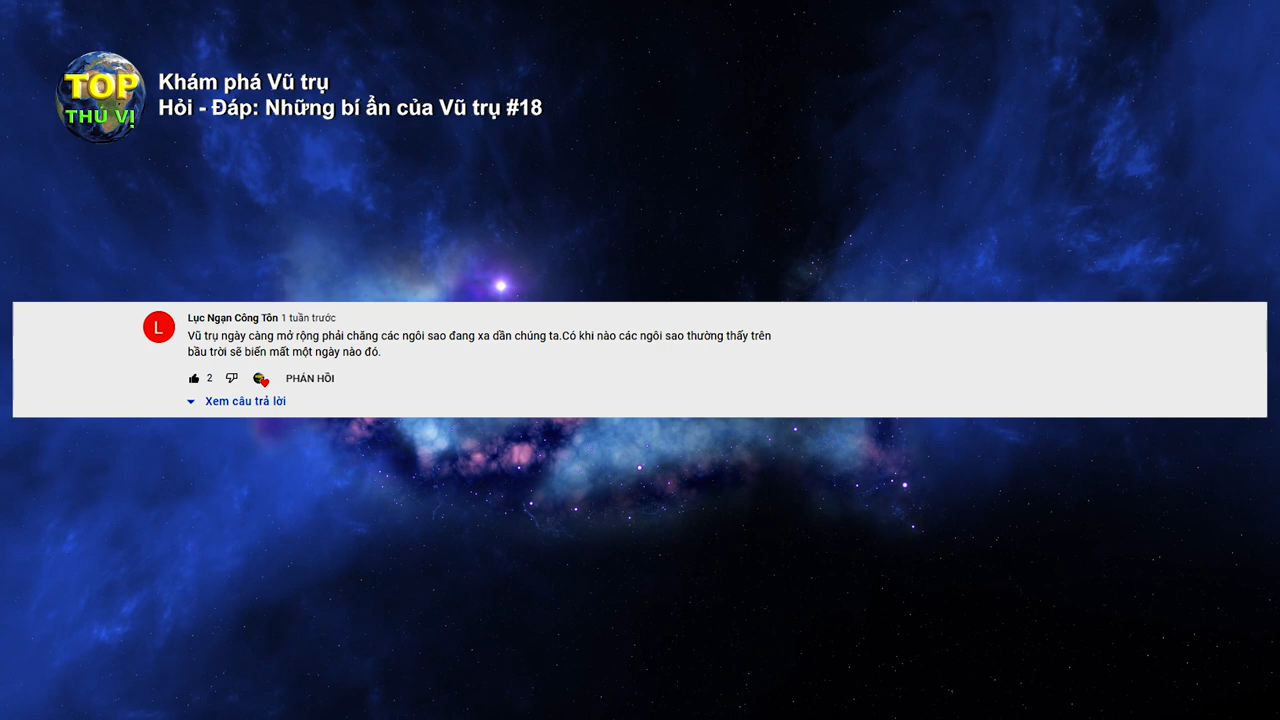 TOP
THÚ VỊ
Khám phá Vũ trụ
Hỏi - Đáp: Những bí ẩn của Vũ trụ #18
L
Lục Ngạn Công Tôn 1 tuần trước
Vũ trụ ngày càng mở rộng phải chăng các ngôi sao đang xa dần chúng ta.Có khi nào các ngôi sao thường thấy trên
bầu trời sẽ biến mất một ngày nào đó.
2
PHẢN HỒI
Xem câu trả lời